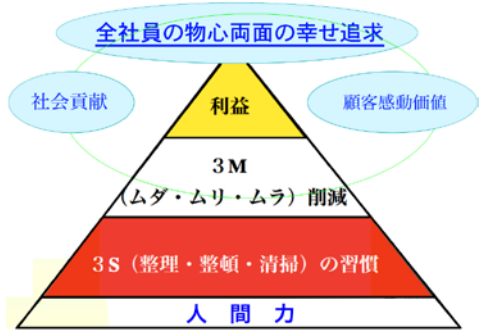 全社員の物心両面の幸せ追求
社会貢献
顧客感動価値
利益
３Ｍ
（ムダ・ムリ・ムラ）削減
３Ｓ（整理・整頓・清掃）の習慣
人 間 力